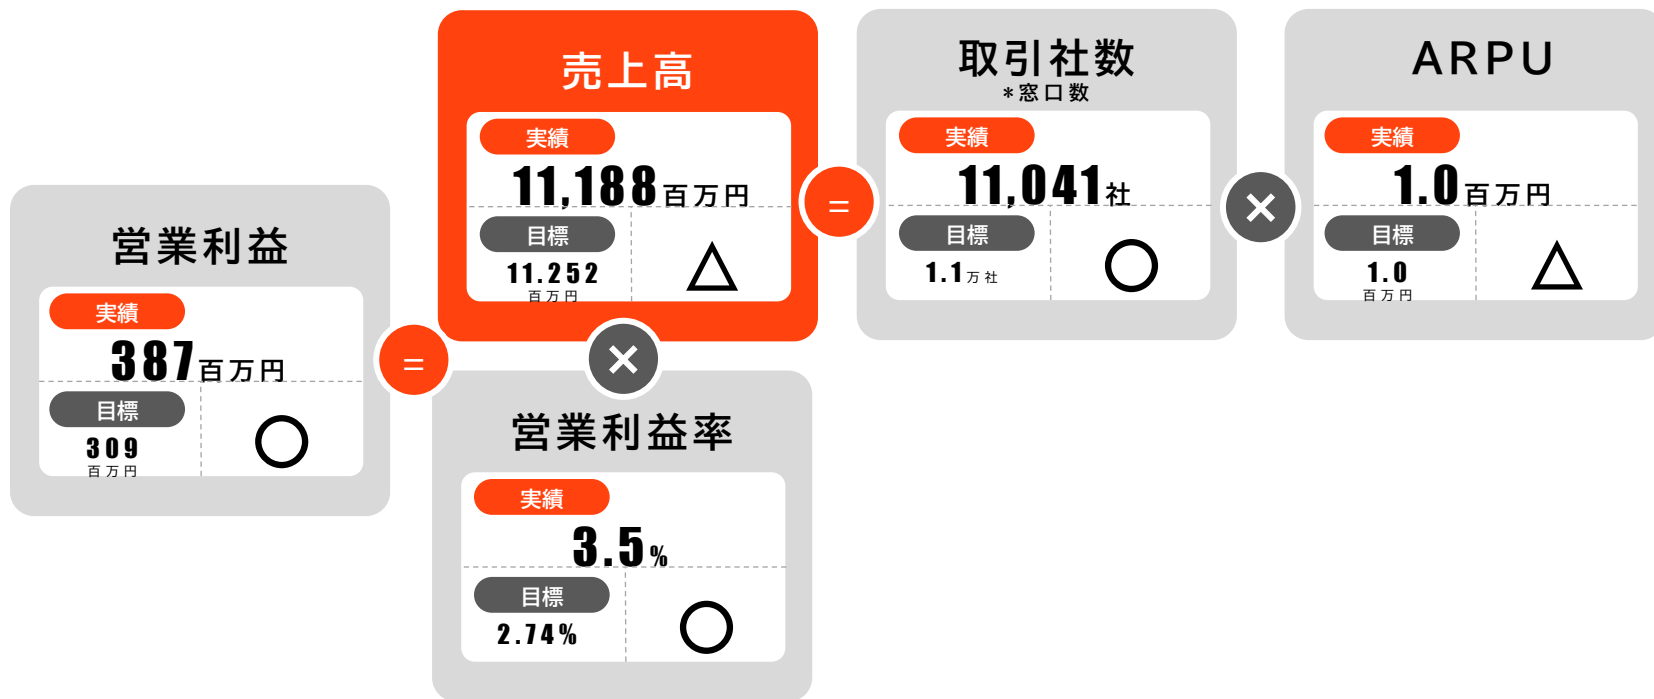 営業利益
実績
387百万円
目標
309
百万円
=
売上高
実績
11,188百万円
目標
11.252
百万円
△
×
営業利益率
実績
3.5%
目標
2.74%
=
取引社数
*窓口数
実績
11,041社
目標
1.1万社
×
ARPU
実績
1.0百万円
目標
1.0
百万円
△